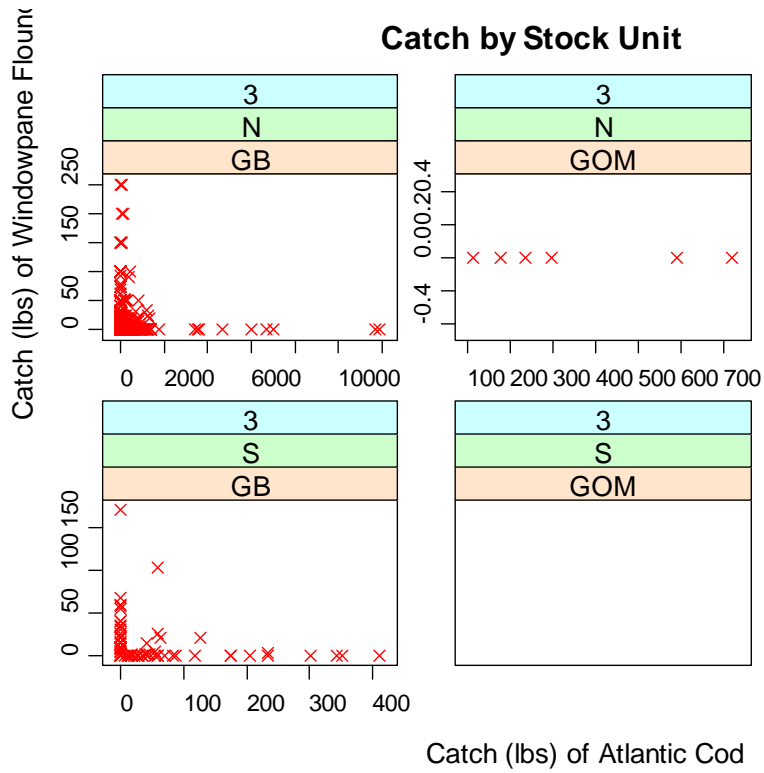 Catch by Stock Unit
Catch (lbs) of Windowpane Floun
3
N
GB
250
150
50
0
0 2000 6000 10000
3
N
GOM
0.00.20.4
-0.4
100 200 300 400 500 600 700
3
S
GB
150
100
50
0
0 100 200 300 400
3
S
GOM
Catch (lbs) of Atlantic Cod